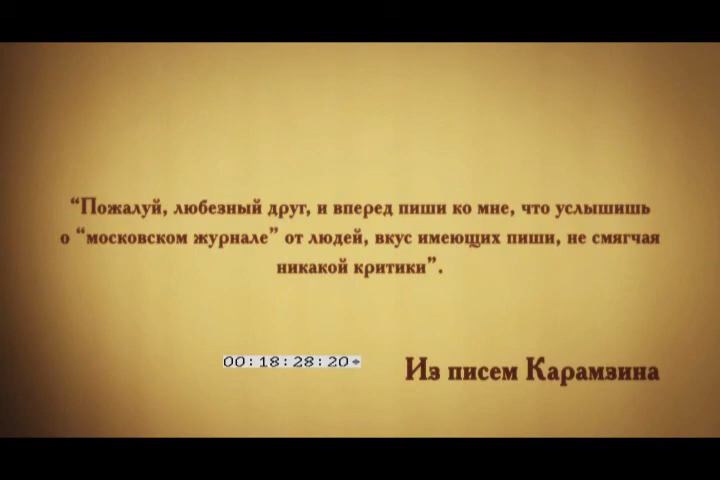 “Пожалуй, любезный друг, и вперед пиши ко мне, что услышишь
о “московском журнале” от людей, вкус имеющих пиши, не смягчая
никакой критики”.
00:18:28:20
Из писем Карамзина